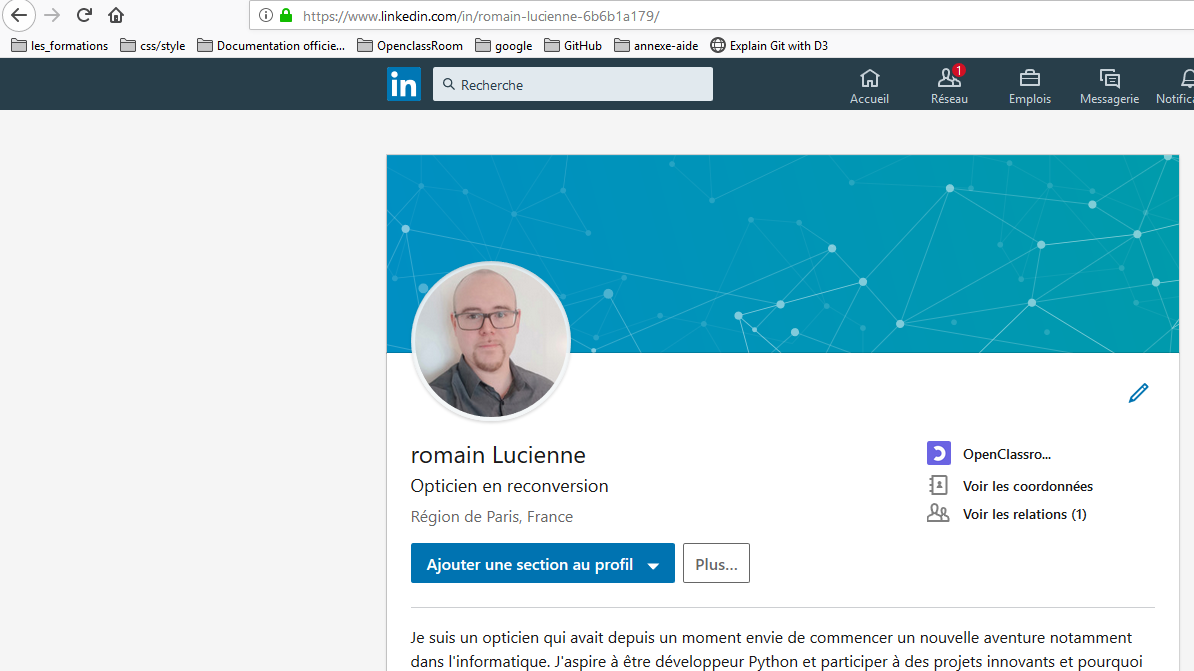 https://www.linkedin.com/in/romain-lucienne-6b6b1a179/
les_formations css/style Documentation officie... OpenclassRoom google GitHub annexe-aide Explain Git with D3
in Recherche
1
Accueil Réseau Emplois Messagerie Notifica
romain Lucienne
Opticien en reconversion
Région de Paris, France
OpenClassro...
Voir les coordonnées
Voir les relations (1)
Ajouter une section au profil Plus...
Je suis un opticien qui avait depuis un moment envie de commencer un nouvelle aventure notamment
dans l'informatique. J'aspire à être développeur Python et participer à des projets innovants et pourquoi